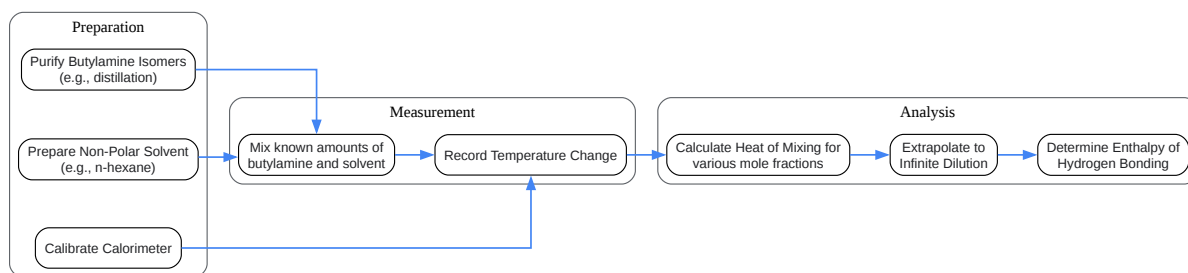 Preparation
Purify Butylamine Isomers
(e.g., distillation)
Prepare Non-Polar Solvent
(e.g., n-hexane)
Calibrate Calorimeter
Measurement
Mix known amounts of
butylamine and solvent
Record Temperature Change
Analysis
Calculate Heat of Mixing for
various mole fractions
Extrapolate to
Infinite Dilution
Determine Enthalpy of
Hydrogen Bonding